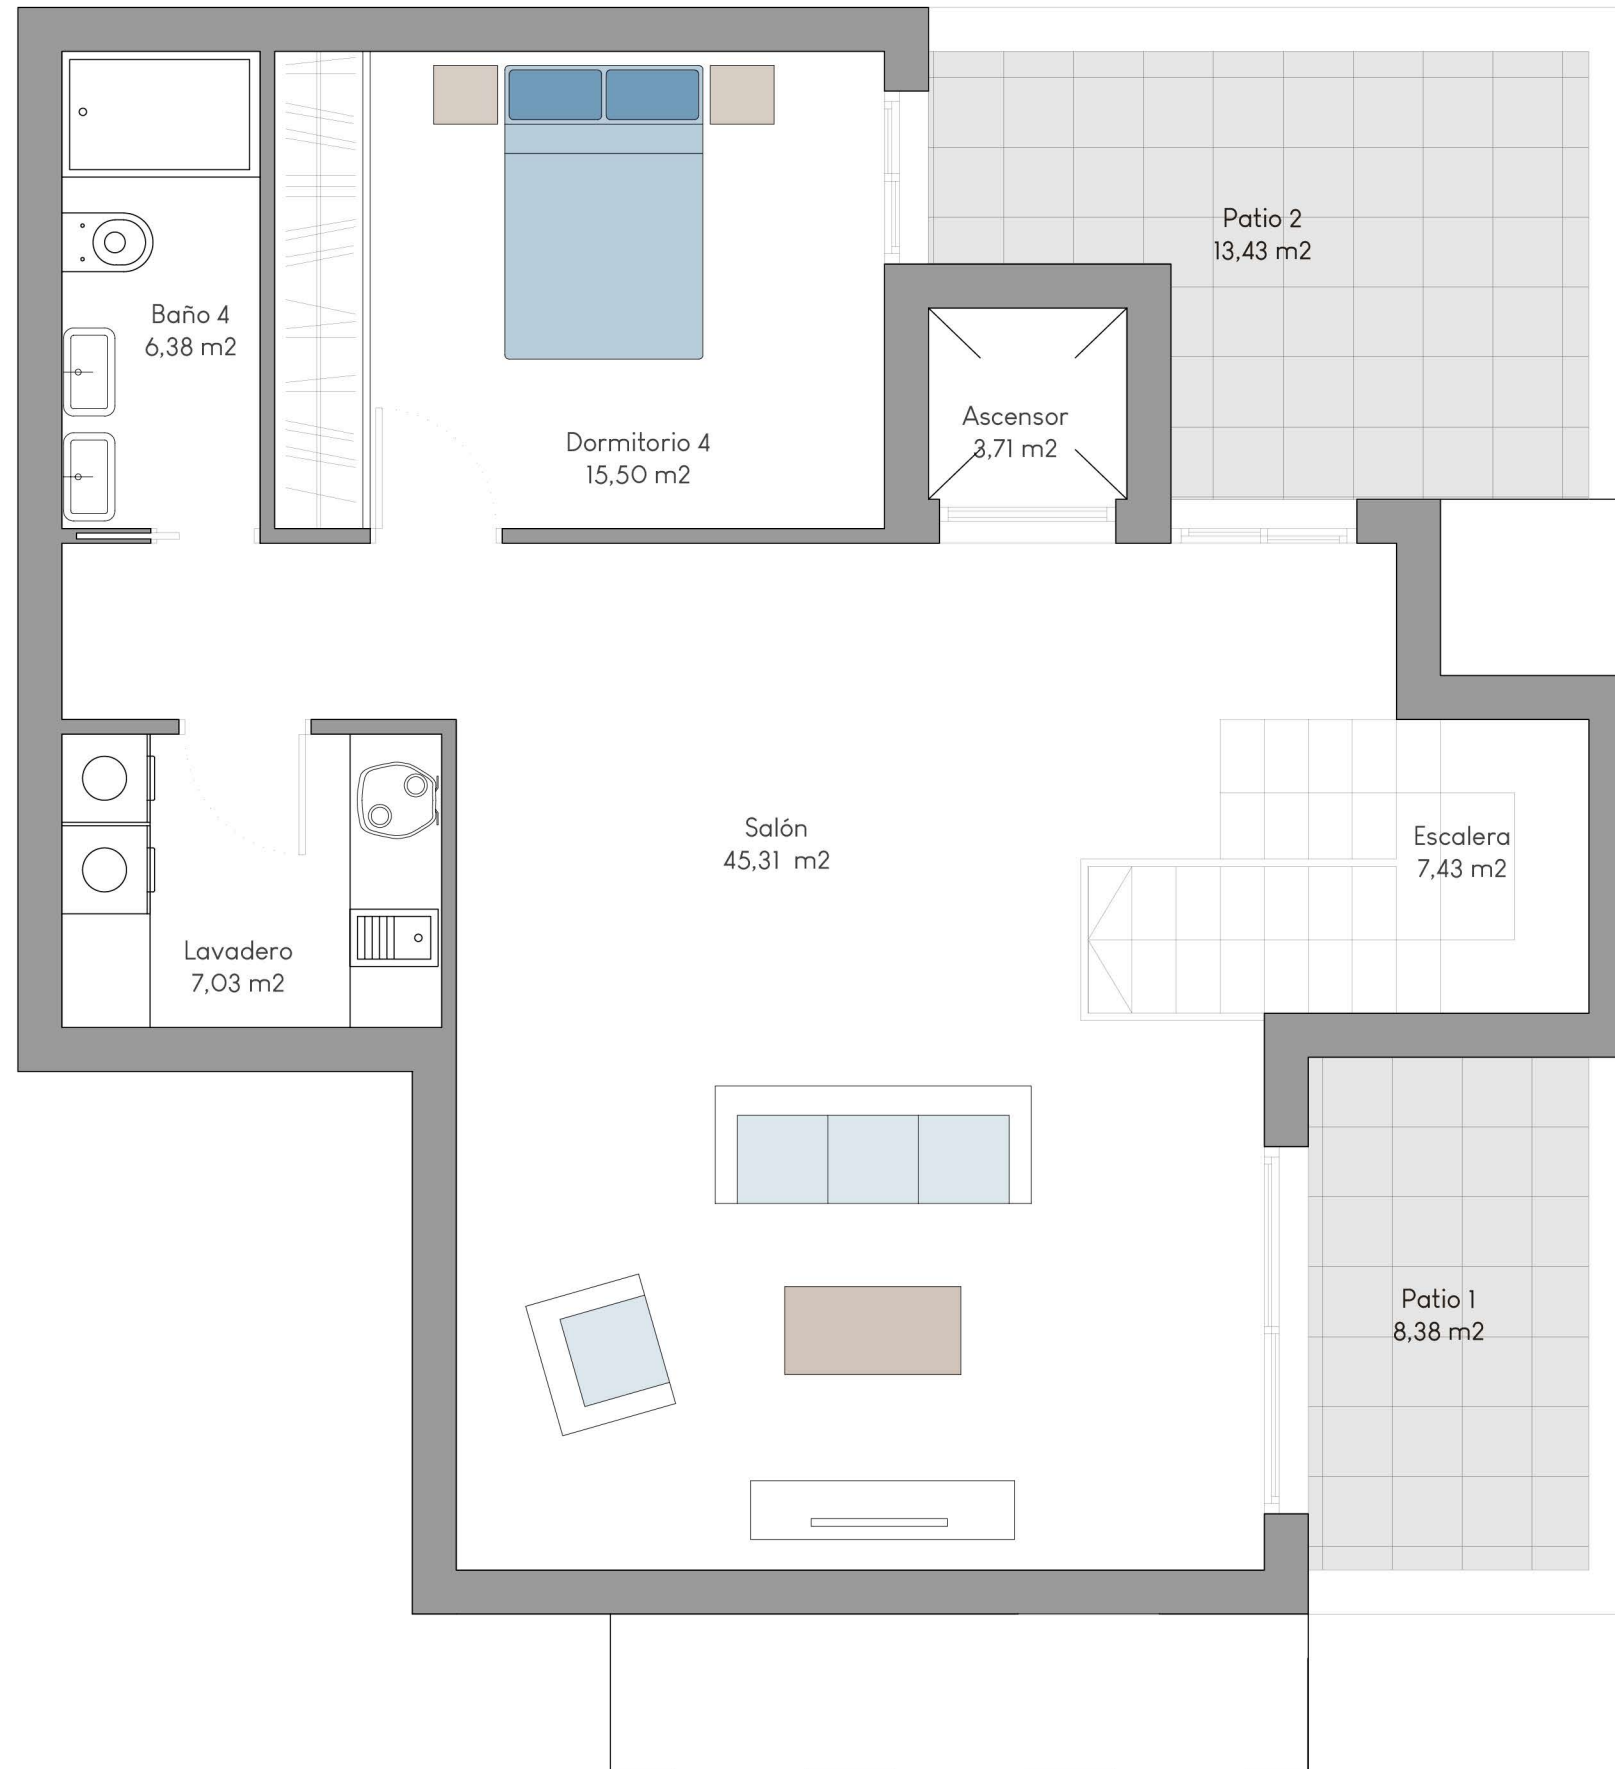 Patio 2
13,43 m2
Baño 4
6,38 m2
Ascensor
3,71 m2
Dormitorio 4
15,50 m2
Salón
45,31 m2
Escalera
7,43 m2
Lavadero
7,03 m2
Patio 1
8,38 m2